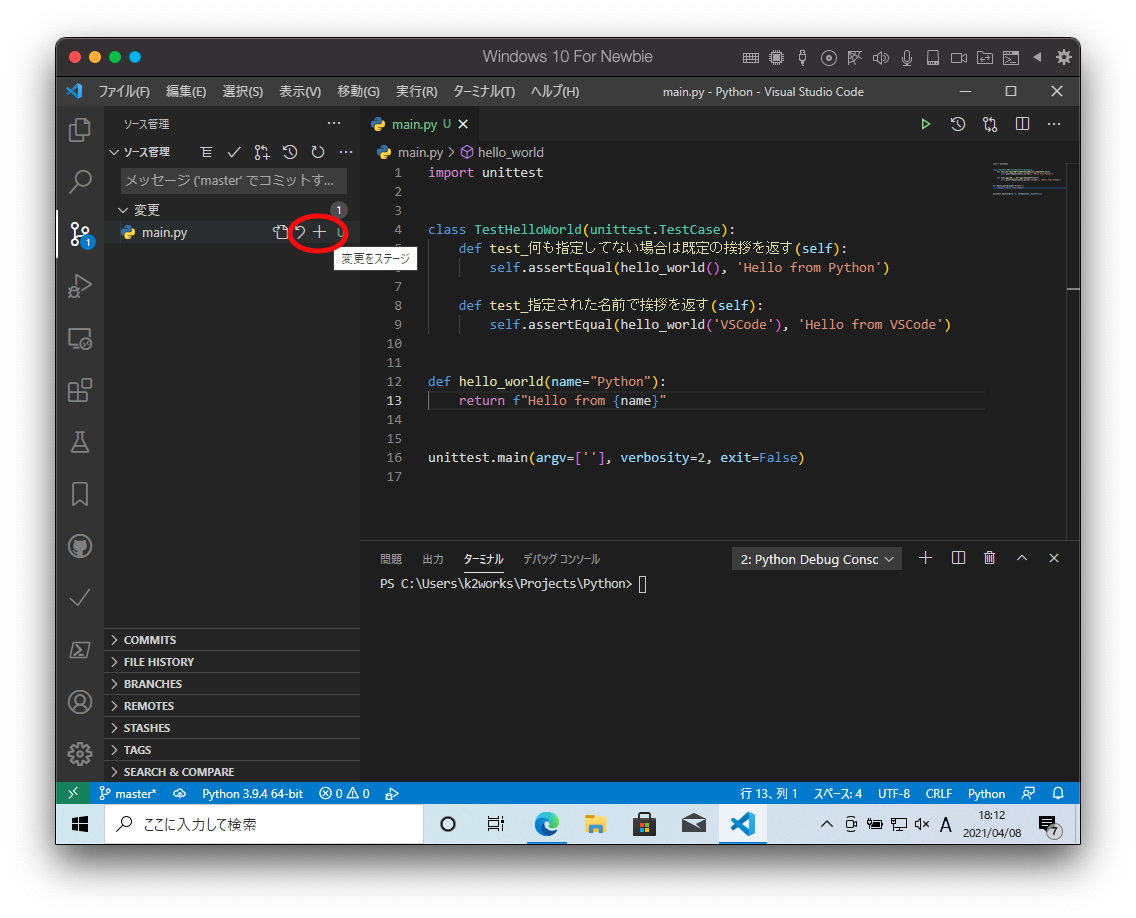 Windows 10 For Newbie
ファイル(F) 編集(E) 選択(S) 表示(V) 移動(G) 実行(R) ターミナル(T) ヘルプ(H) main.py - Python - Visual Studio Code
ソース管理
ソース管理
メッセージ ('master' でコミットす...
変更 1
main.py U
変更をステージ
1
COMMITS
FILE HISTORY
BRANCHES
REMOTES
STASHES
TAGS
SEARCH & COMPARE
main.py U
main.py > hello_world
1 import unittest
2
3
4 class TestHelloWorld(unittest.TestCase):
5 def test_何も指定してない場合は既定の挨拶を返す(self):
self.assertEqual(hello_world(), 'Hello from Python')
7
8 def test_指定された名前で挨拶を返す(self):
9 self.assertEqual(hello_world('VSCode'), 'Hello from VSCode')
10
11
12 def hello_world(name="Python"):
13 return f"Hello from {name}"
14
15
16 unittest.main(argv=[''], verbosity=2, exit=False)
17
問題 出力 ターミナル デバッグ コンソール 2: Python Debug Consc
PS C:\Users\k2works\Projects\Python>
master* Python 3.9.4 64-bit 0 0 行 13、列 1 スペース: 4 UTF-8 CRLF Python
ここに入力して検索
A 18:12
2021/04/08
7